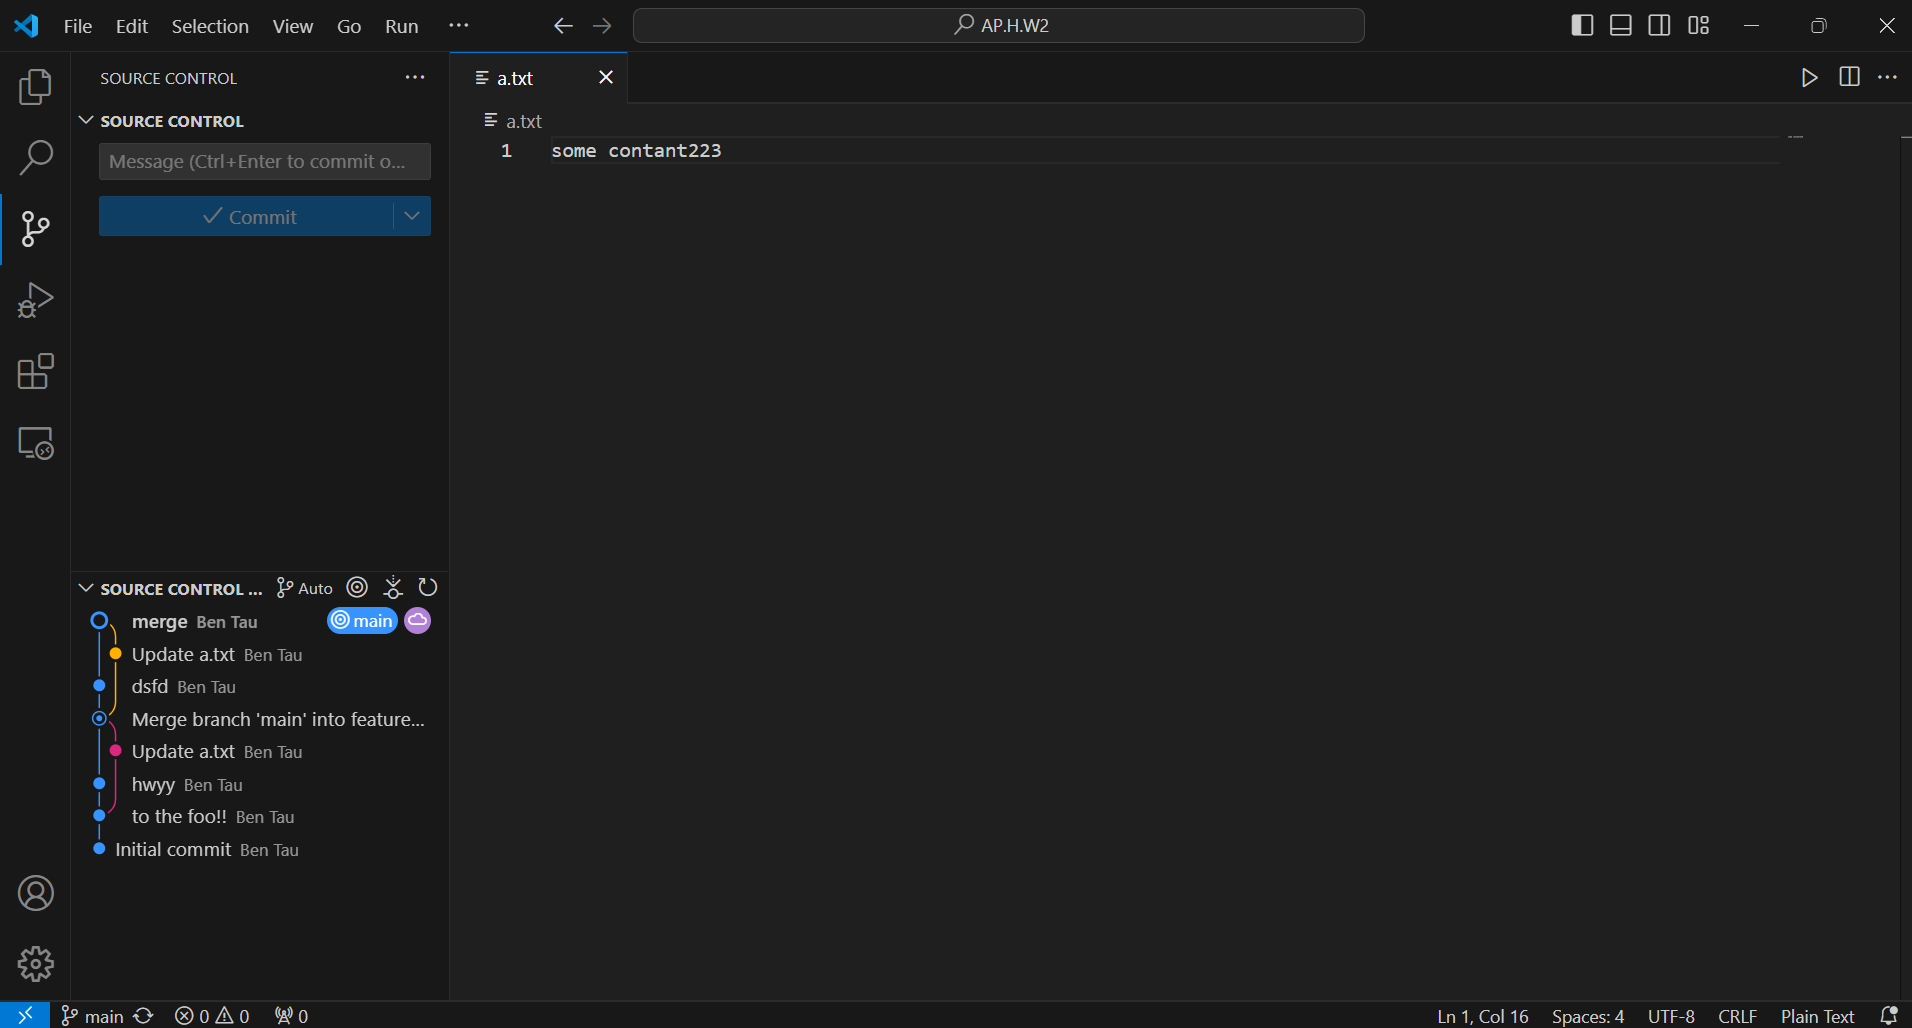 File Edit Selection View Go Run ··· AP.H.W2
SOURCE CONTROL ···
SOURCE CONTROL
Message (Ctrl+Enter to commit o...
Commit
a.txt
a.txt
1 some contant223
SOURCE CONTROL ... Auto
merge Ben Tau main
Update a.txt Ben Tau
dsfd Ben Tau
Merge branch 'main' into feature...
Update a.txt Ben Tau
hwyy Ben Tau
to the foo!! Ben Tau
Initial commit Ben Tau
main 0 0 0 Ln 1, Col 16 Spaces: 4 UTF-8 CRLF Plain Text